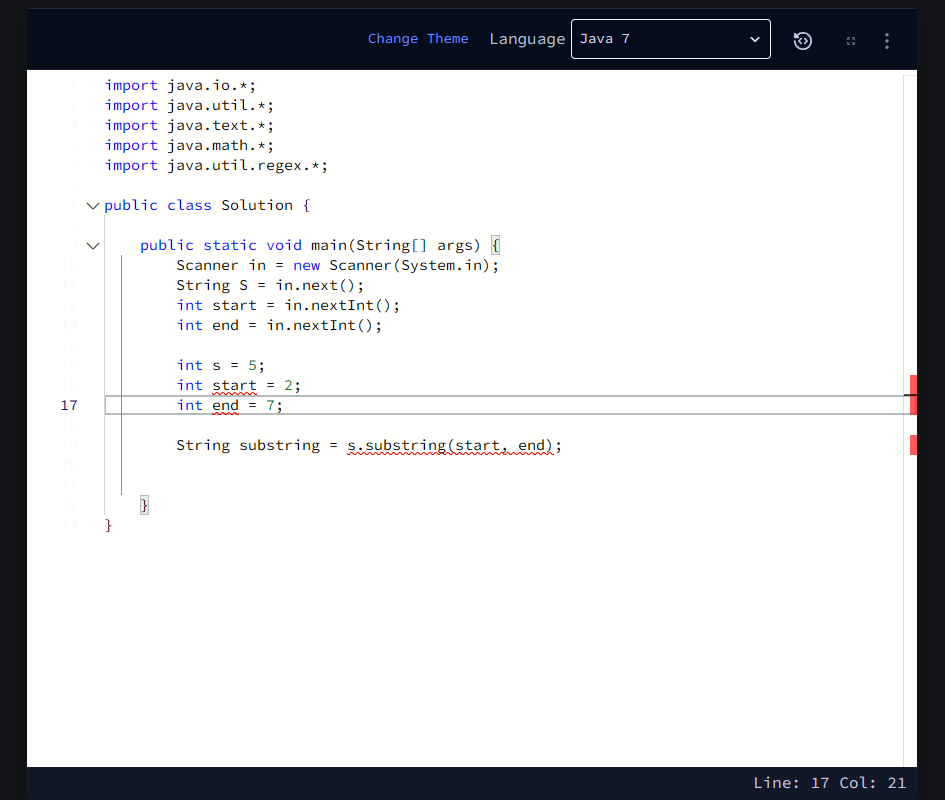 Change Theme Language Java 7
1 import java.io.*;
2 import java.util.*;
3 import java.text.*;
4 import java.math.*;
5 import java.util.regex.*;
6
7 public class Solution {
8
9 public static void main(String[] args) {
10 Scanner in = new Scanner(System.in);
11 String S = in.next();
12 int start = in.nextInt();
13 int end = in.nextInt();
14
15 int s = 5;
16 int start = 2;
17 int end = 7;
18
19 String substring = s.substring(start, end);
20
21
22 }
23 }
Line: 17 Col: 21